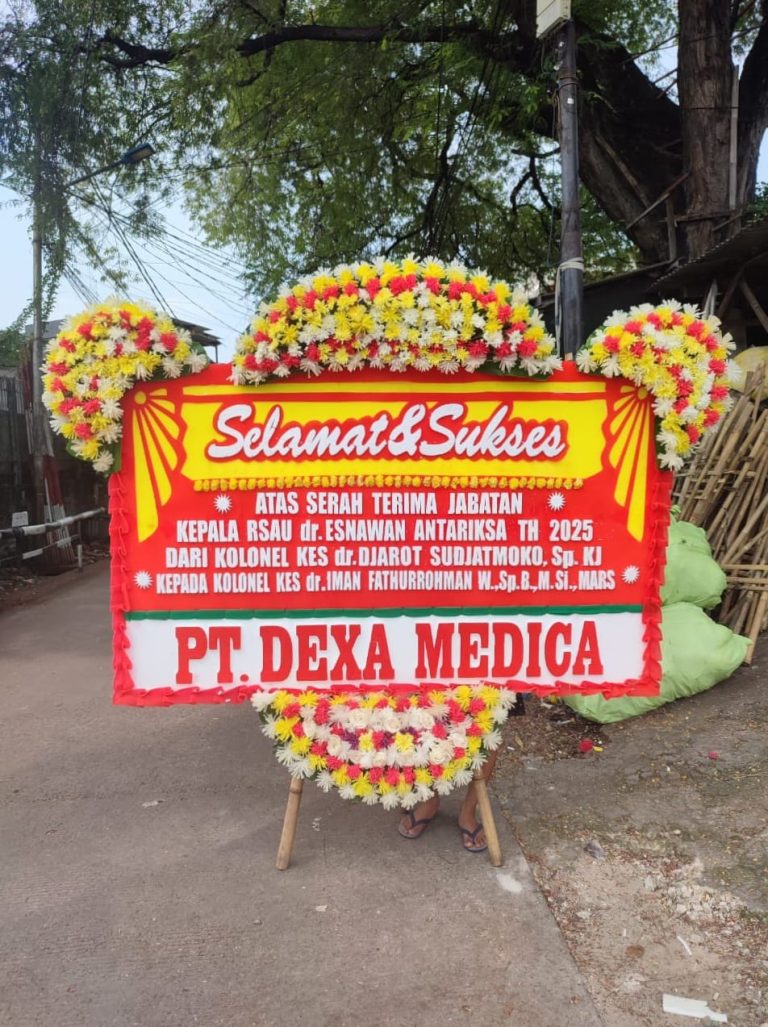 Selamat&Sukses
ATAS SERAH TERIMA JABATAN
KEPALA RSAU dr.ESNAWAN ANTARIKSA TH 2025
DARI KOLONEL KES dr.DJAROT SUDJATMOKO, Sp. KJ
KEPADA KOLONEL KES dr.IMAN FATHURROHMAN W.,Sp.B.,M.Si.,MARS
PT. DEXA MEDICA